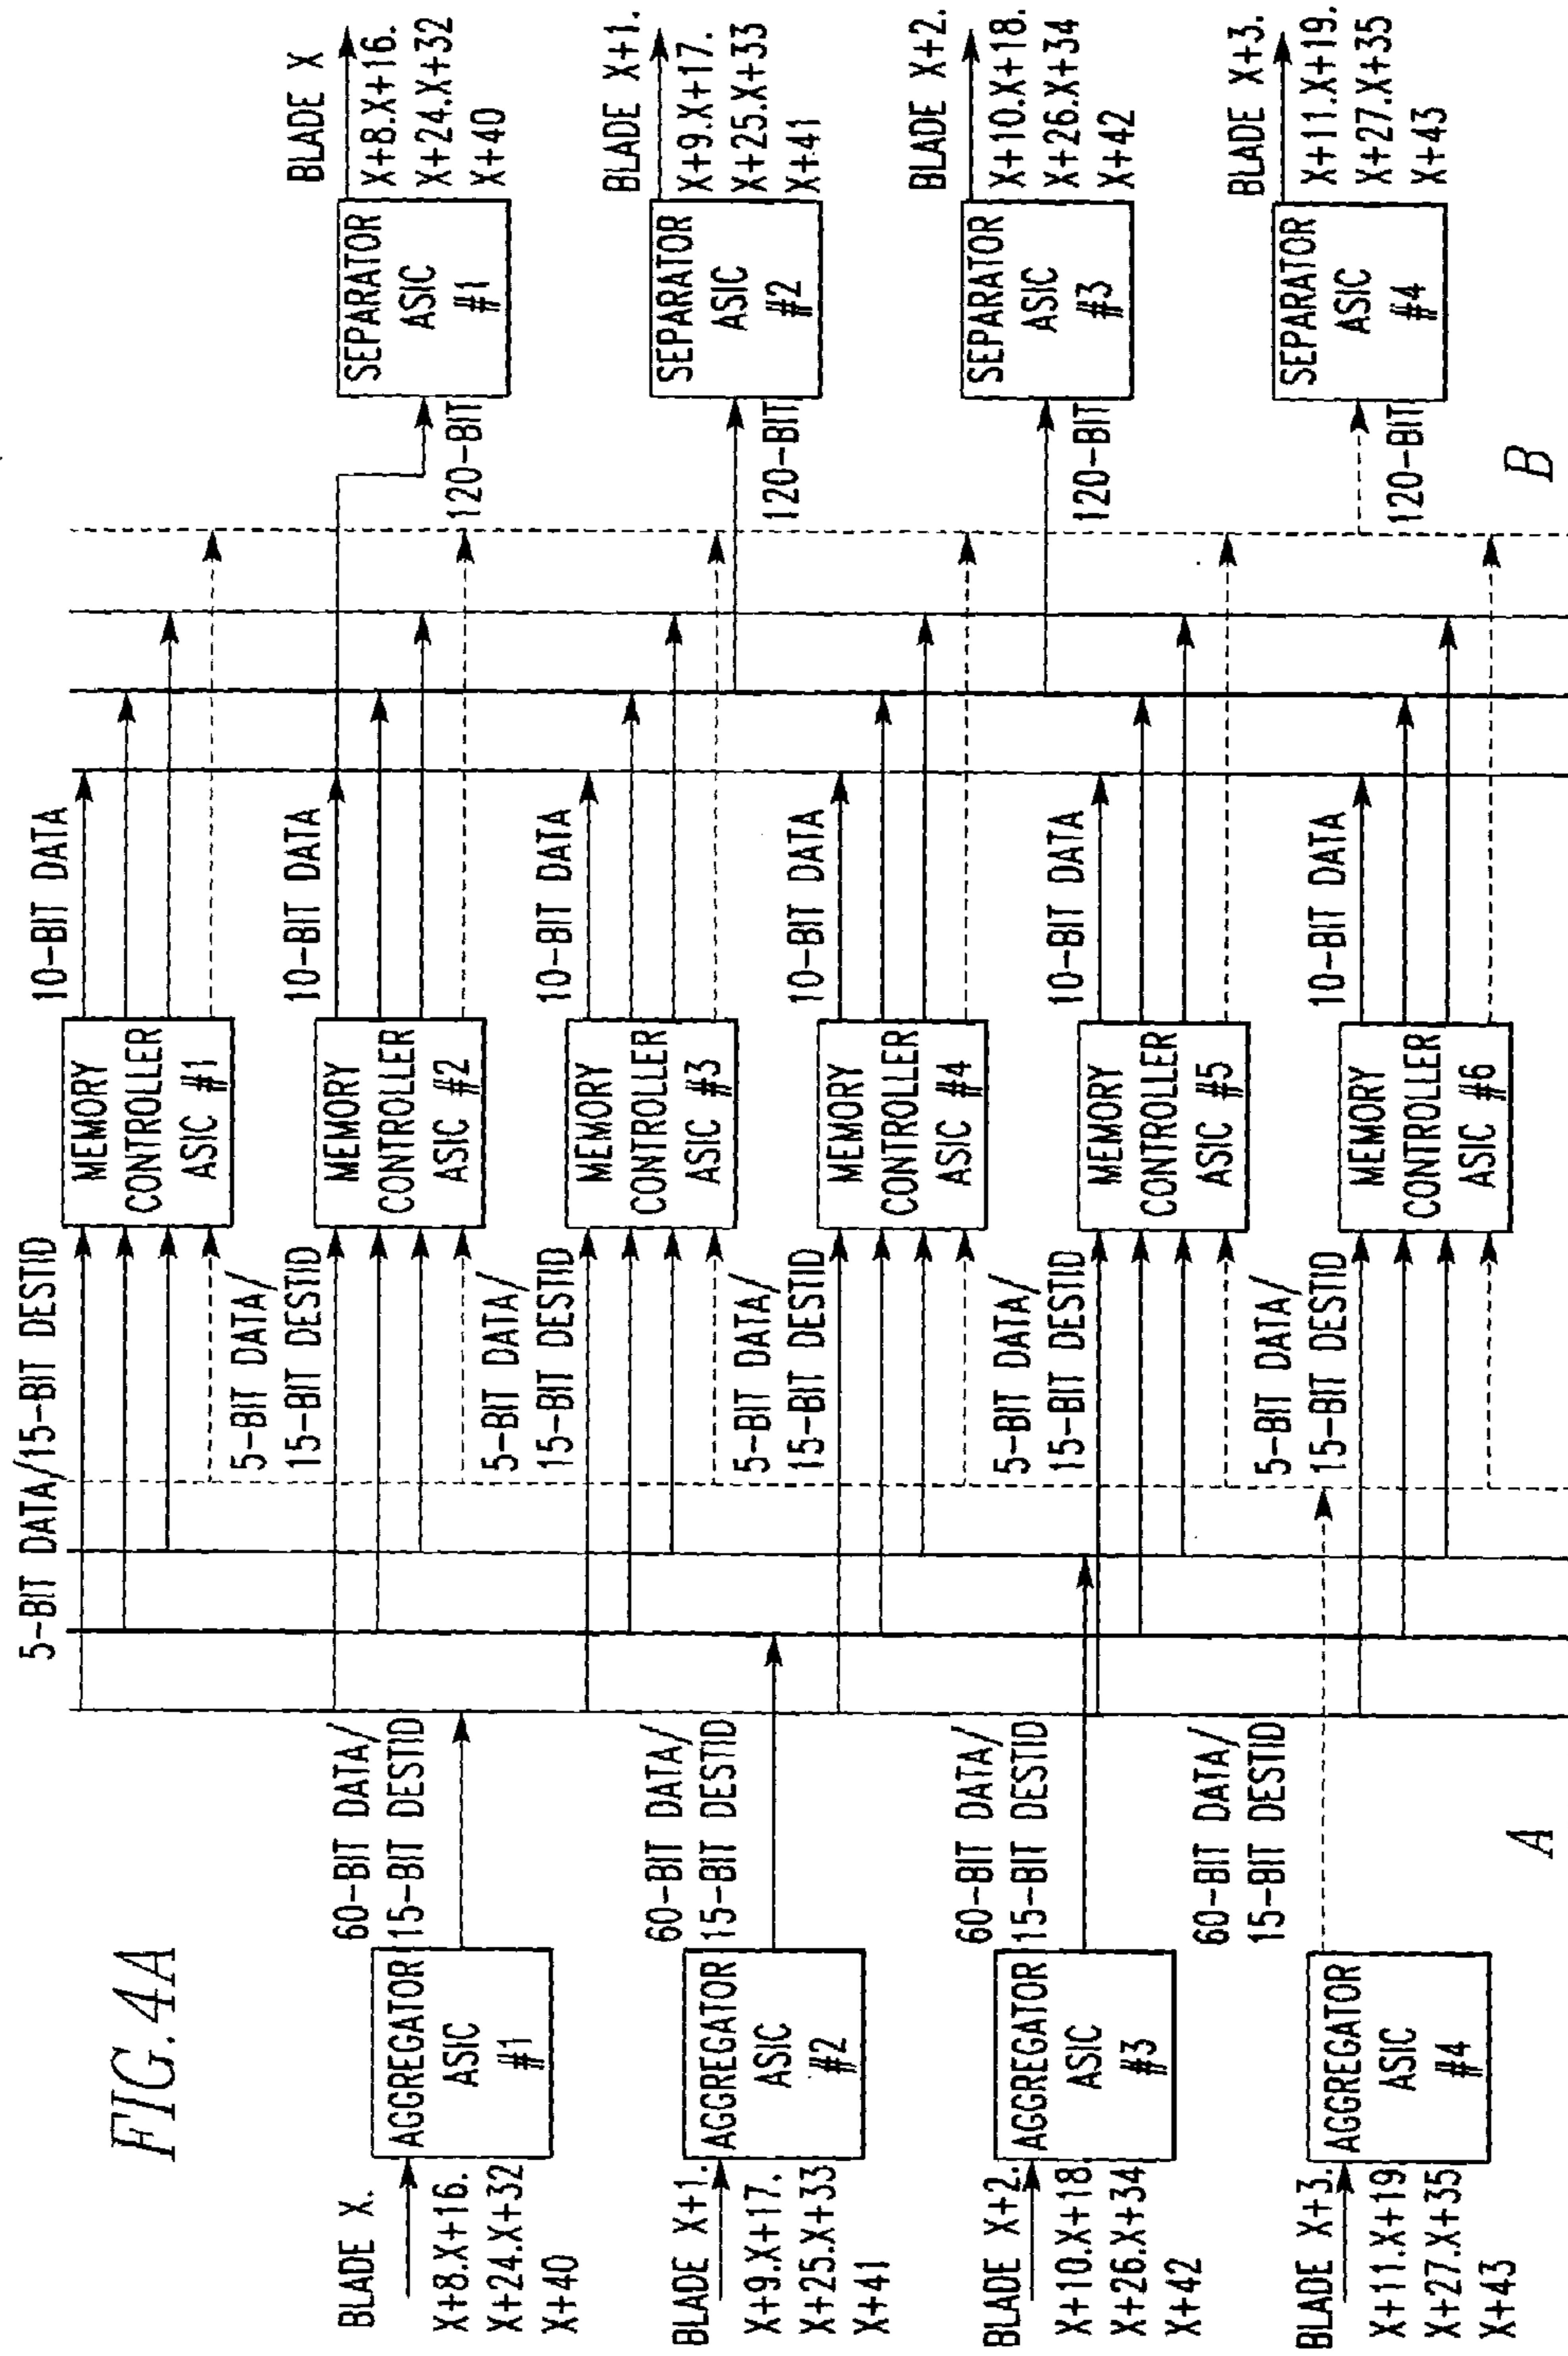 FIG. 4A
BLADE X.
X+8.X+16.
X+24.X+32
X+40
AGGREGATOR
ASIC
#1
60-BIT DATA/
15-BIT DESTID
BLADE X+1.
X+9.X+17.
X+25.X+33
X+41
AGGREGATOR
ASIC
#2
60-BIT DATA/
15-BIT DESTID
BLADE X+2.
X+10.X+18
X+26.X+34
X+42
AGGREGATOR
ASIC
#3
60-BIT DATA/
15-BIT DESTID
BLADE X+3.
X+11.X+19
X+27.X+35
X+43
AGGREGATOR
ASIC
#4
60-BIT DATA/
15-BIT DESTID
A
5-BIT DATA/15-BIT DESTID
MEMORY
CONTROLLER
ASIC #1
10-BIT DATA
5-BIT DATA/
15-BIT DESTID
MEMORY
CONTROLLER
ASIC #2
10-BIT DATA
5-BIT DATA/
15-BIT DESTID
MEMORY
CONTROLLER
ASIC #3
10-BIT DATA
5-BIT DATA/
15-BIT DESTID
MEMORY
CONTROLLER
ASIC #4
10-BIT DATA
5-BIT DATA/
15-BIT DESTID
MEMORY
CONTROLLER
ASIC #5
10-BIT DATA
5-BIT DATA/
15-BIT DESTID
MEMORY
CONTROLLER
ASIC #6
10-BIT DATA
120-BIT
SEPARATOR
ASIC
#1
BLADE X
X+8.X+16.
X+24.X+32
X+40
120-BIT
SEPARATOR
ASIC
#2
BLADE X+1.
X+9.X+17.
X+25.X+33
X+41
120-BIT
SEPARATOR
ASIC
#3
BLADE X+2.
X+10.X+18.
X+26.X+34
X+42
120-BIT
SEPARATOR
ASIC
#4
BLADE X+3.
X+11.X+19.
X+27.X+35
X+43
B